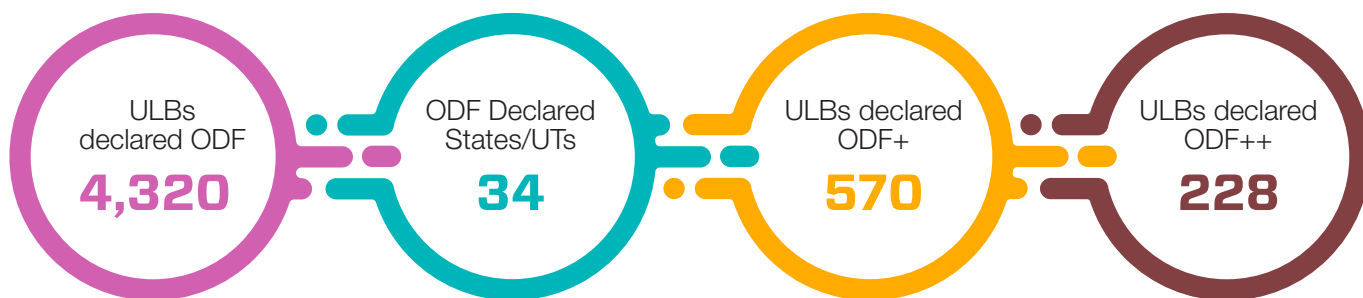 ULBs
declared ODF
4,320
ODF Declared
States/UTs
34
ULBs declared
ODF+
570
ULBs declared
ODF++
228